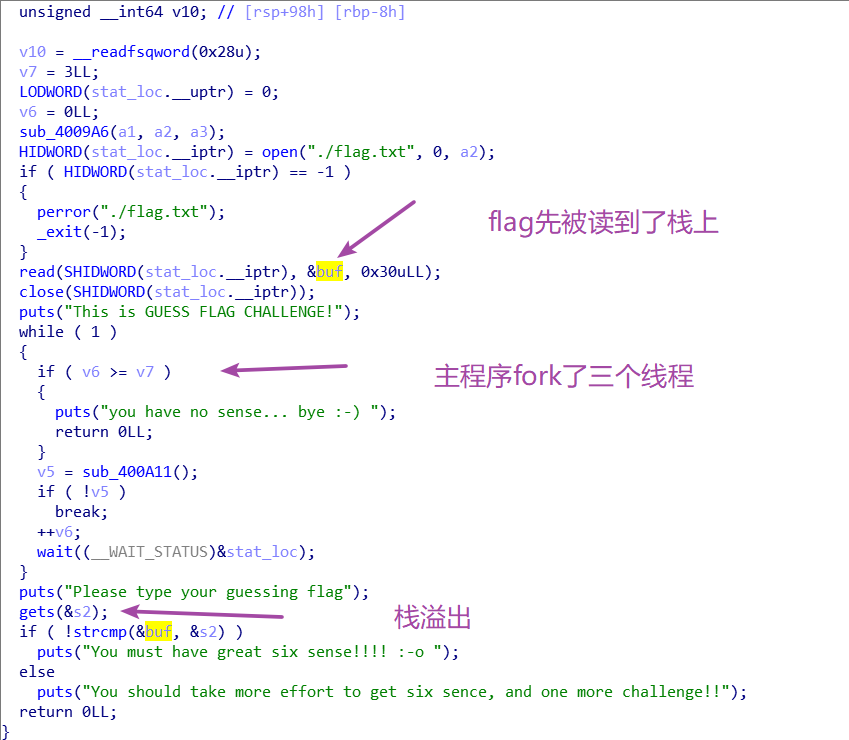 unsigned __int64 v10; // [rsp+98h] [rbp-8h]
v10 = __readfsqword(0x28u);
v7 = 3LL;
LODWORD(stat_loc.__uptr) = 0;
v6 = 0LL;
sub_4009A6(a1, a2, a3);
HIDWORD(stat_loc.__iptr) = open("./flag.txt", 0, a2);
if ( HIDWORD(stat_loc.__iptr) == -1 )
{
perror("./flag.txt");
flag先被读到了栈上
_exit(-1);
}
read(SHIDWORD(stat_loc.__iptr), &buf, 0x30uLL);
close(SHIDWORD(stat_loc.__iptr));
puts("This is GUESS FLAG CHALLENGE!");
while ( 1 )
{
if ( v6 >= v7 )
主程序fork了三个线程
{
puts("you have no sense... bye :-) ");
return 0LL;
}
v5 = sub_400A11();
if ( !v5 )
break;
++v6;
wait((__WAIT_STATUS)&stat_loc);
}
puts("Please type your guessing flag");
gets(&s2);
栈溢出
if ( !strcmp(&buf, &s2) )
puts("You must have great six sense!!!! :-o ");
else
puts("You should take more effort to get six sence, and one more challenge!!");
return 0LL;
}